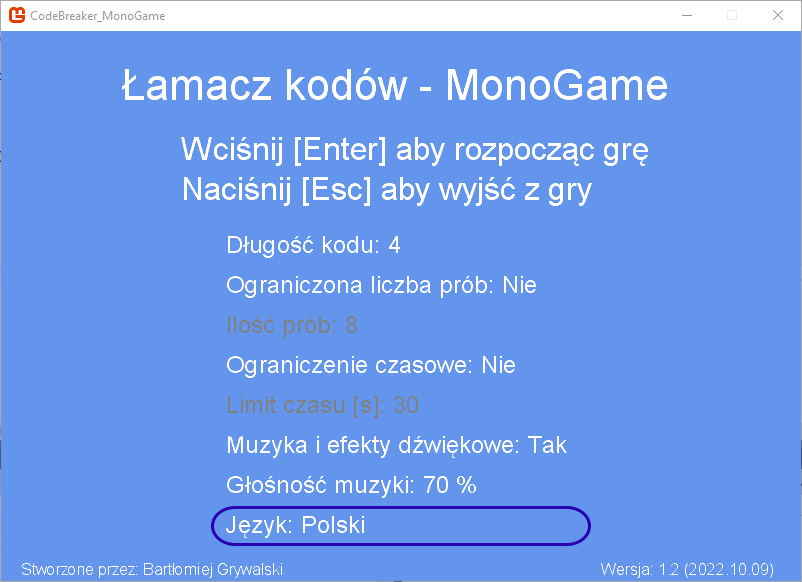 CodeBreaker_MonoGame
Łamacz kodów - MonoGame
Wciśnij [Enter] aby rozpocząc grę
Naciśnij [Esc] aby wyjść z gry
Długość kodu: 4
Ograniczona liczba prób: Nie
Ilość prób: 8
Ograniczenie czasowe: Nie
Limit czasu [s]: 30
Muzyka i efekty dźwiękowe: Tak
Głośność muzyki: 70 %
Język: Polski
Stworzone przez: Bartłomiej Grywalski
Wersja: 1.2 (2022.10.09)